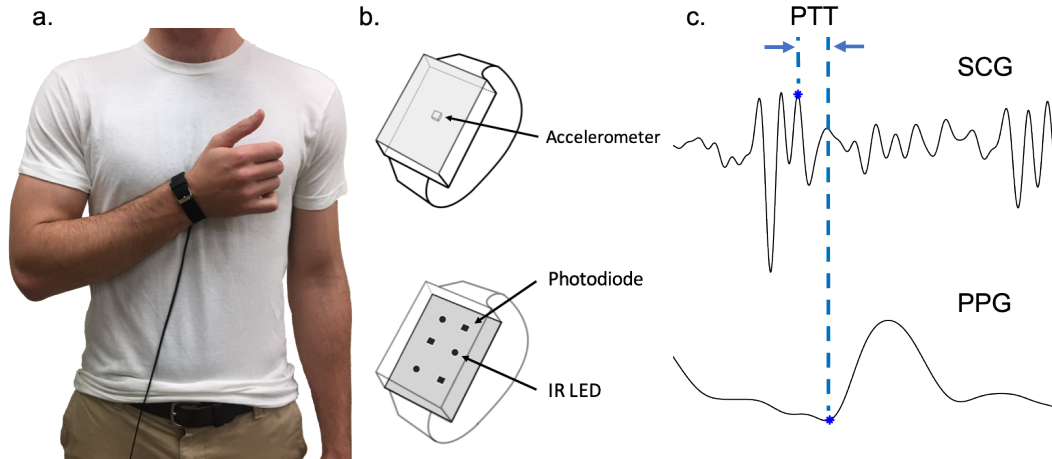 a.
b.
c.
PTT
SCG
Accelerometer
Photodiode
IR LED
PPG